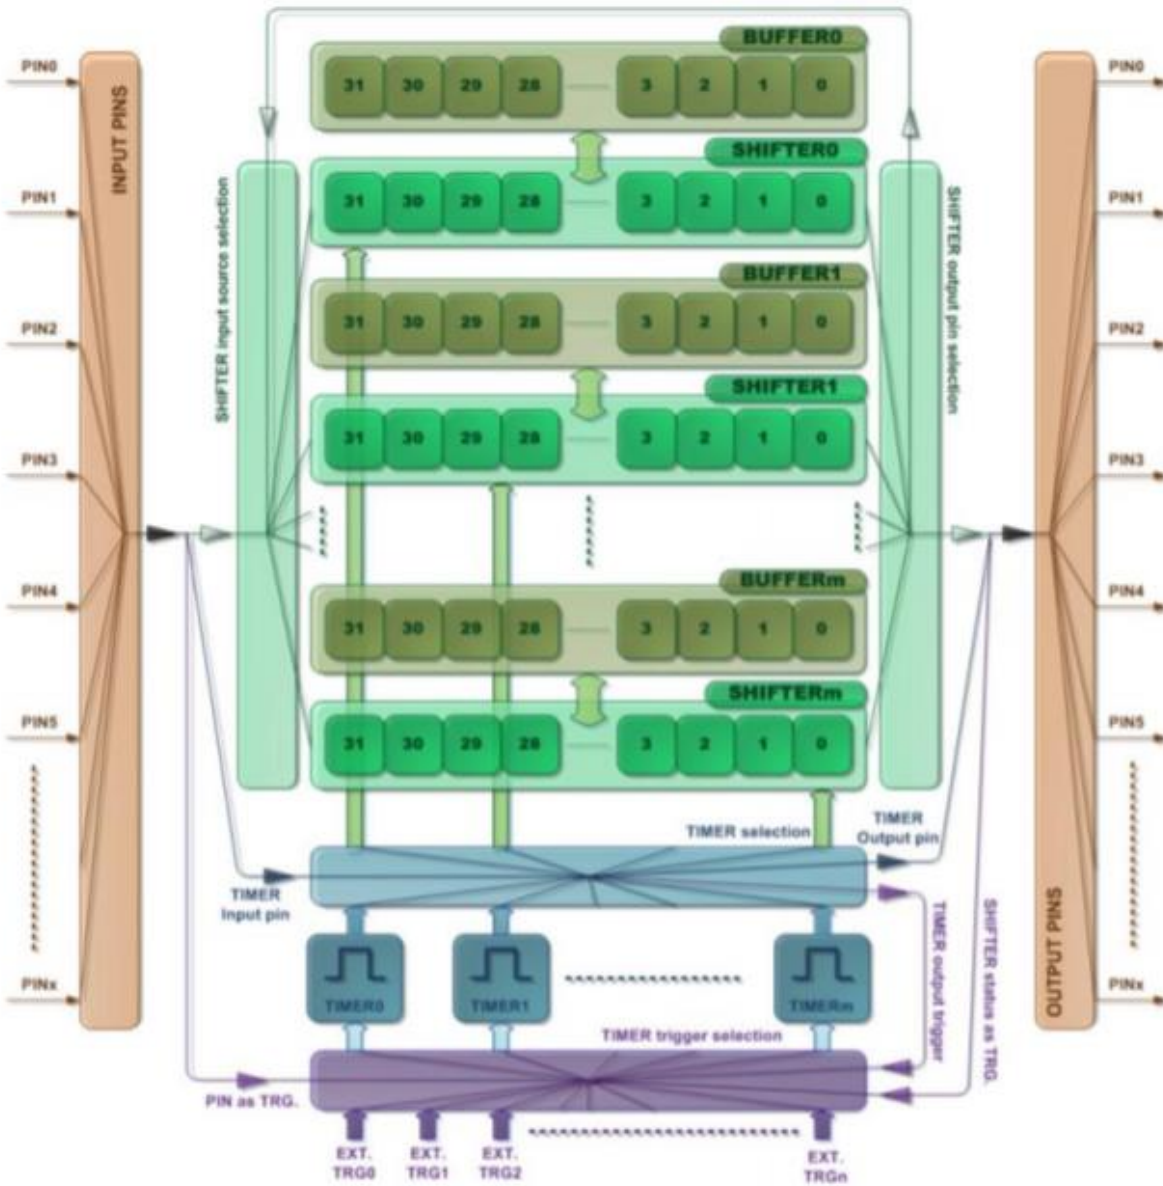 BUFFER0
31 30 29 28 3 2 1 0
SHIFTER0
31 30 29 28 3 2 1 0
BUFFER1
31 30 29 28 3 2 1 0
SHIFTER1
31 30 29 28 3 2 1 0
BUFFERm
31 30 29 28 3 2 1 0
SHIFTERm
31 30 29 28 3 2 1 0
INPUT PINS
PIN0
PIN1
PIN2
PIN3
PIN4
PIN5
PINx
SHIFTER input source selection
SHIFTER output pin selection
OUTPUT PINS
PIN0
PIN1
PIN2
PIN3
PIN4
PIN5
PINx
TIMER selection
TIMER
Output pin
TIMER
Input pin
TIMER0
TIMER1
TIMERm
TIMER output trigger
SHIFTER status as TRG.
TIMER trigger selection
PIN as TRG.
EXT.
TRG0
EXT.
TRG1
EXT.
TRG2
EXT.
TRGn